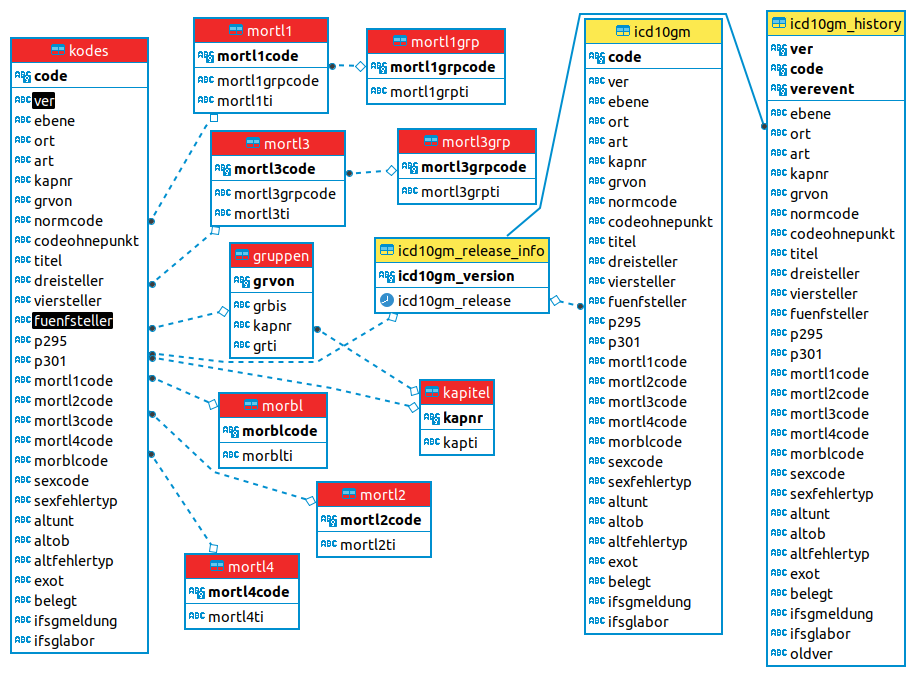 kodes
code
ver
ebene
ort
art
kapnr
grvon
normcode
codeohnepunkt
titel
dreisteller
viersteller
fuenfsteller
p295
p301
mortl1code
mortl2code
mortl3code
mortl4code
morblcode
sexcode
sexfehlertyp
altunt
altob
altfehlertyp
exot
belegt
ifsgmeldung
ifsglabor
mortl1
mortl1code
mortl1grpcode
mortl1ti
mortl1grp
mortl1grpcode
mortl1grpti
mortl3
mortl3code
mortl3grpcode
mortl3ti
mortl3grp
mortl3grpcode
mortl3grpti
gruppen
grvon
grbis
kapnr
grti
icd10gm_release_info
icd10gm_version
icd10gm_release
kapitel
kapnr
kapti
morbl
morblcode
morblti
mortl2
mortl2code
mortl2ti
mortl4
mortl4code
mortl4ti
icd10gm
code
ver
ebene
ort
art
kapnr
grvon
normcode
codeohnepunkt
titel
dreisteller
viersteller
fuenfsteller
p295
p301
mortl1code
mortl2code
mortl3code
mortl4code
morblcode
sexcode
sexfehlertyp
altunt
altob
altfehlertyp
exot
belegt
ifsgmeldung
ifsglabor
icd10gm_history
ver
code
verevent
ebene
ort
art
kapnr
grvon
normcode
codeohnepunkt
titel
dreisteller
viersteller
fuenfsteller
p295
p301
mortl1code
mortl2code
mortl3code
mortl4code
morblcode
sexcode
sexfehlertyp
altunt
altob
altfehlertyp
exot
belegt
ifsgmeldung
ifsglabor
oldver